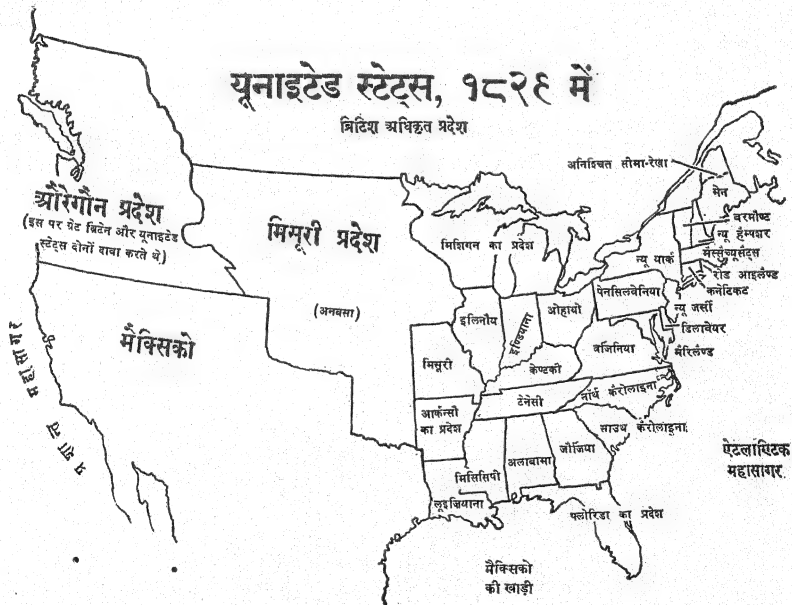 यूनाइटेड स्टेट्स, १८२९ में
ब्रिटिश अधिकृत प्रदेश
अनिश्चित सीमा-रेखा
मेन
ऑरेगौन प्रदेश
(इस पर ग्रेट ब्रिटेन और यूनाइटेड
स्टेट्स दोनों दावा करते थे)
मिसूरी प्रदेश
(अनबसा)
मिशिगन का प्रदेश
वरमौण्ट
न्यू हैम्पशर
मैस्साच्यूसैट्स
रोड आइलैण्ड
कनेटिकट
न्यू यार्क
पेनसिलवेनिया
न्यू जर्सी
डिलावेयर
मैरिलैण्ड
इलिनौय
इण्डियाना
ओहायो
वर्जिनिया
मैक्सिको
मिसूरी
केण्टकी
टेनेसी
नॉर्थ कैरोलाइना
आर्कन्सौ
का प्रदेश
साउथ कैरोलाइना
मिसिसिपी
अलाबामा
जौर्जिया
लूइज़ियाना
फ्लोरिडा का प्रदेश
प्रशान्त महासागर
ऐटलाण्टिक
महासागर
मैक्सिको
की खाड़ी